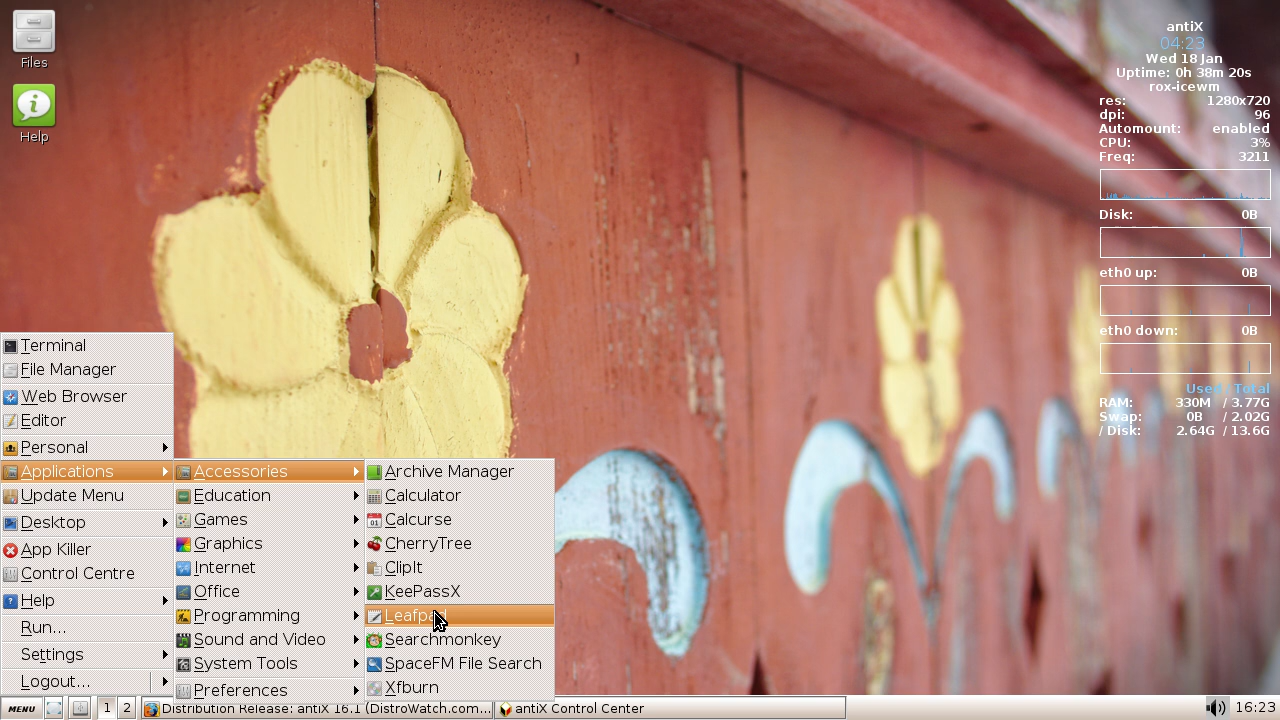 Files
Help
antiX
04:23
Wed 18 Jan
Uptime: 0h 38m 20s
rox-icewm
res: 1280x720
dpi: 96
Automount: enabled
CPU: 3%
Freq: 3211
Disk: 0B
eth0 up: 0B
eth0 down: 0B
Used / Total
RAM: 330M / 3.77G
Swap: 0B / 2.02G
/ Disk: 2.64G / 13.6G
Terminal
File Manager
Web Browser
Editor
Personal
Applications
Update Menu
Desktop
App Killer
Control Centre
Help
Run...
Settings
Logout...
Accessories
Education
Games
Graphics
Internet
Office
Programming
Sound and Video
System Tools
Preferences
Archive Manager
Calculator
Calcurse
CherryTree
ClipIt
KeePassX
Leafpad
Searchmonkey
SpaceFM File Search
Xfburn
MENU 1 2 Distribution Release: antiX 16.1 (DistroWatch.com... antiX Control Center 16:23